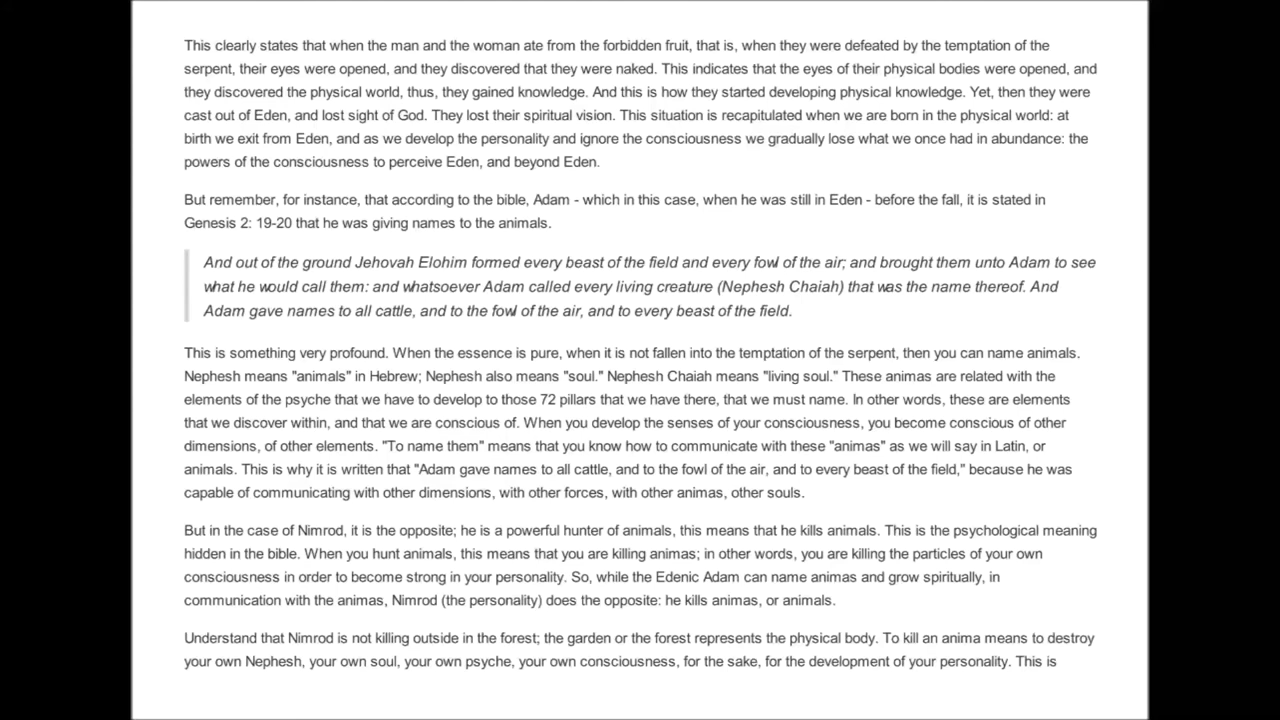 This clearly states that when the man and the woman ate from the forbidden fruit, that is, when they were defeated by the temptation of the
serpent, their eyes were opened, and they discovered that they were naked. This indicates that the eyes of their physical bodies were opened, and
they discovered the physical world, thus, they gained knowledge. And this is how they started developing physical knowledge. Yet, then they were
cast out of Eden, and lost sight of God. They lost their spiritual vision. This situation is recapitulated when we are born in the physical world: at
birth we exit from Eden, and as we develop the personality and ignore the consciousness we gradually lose what we once had in abundance: the
powers of the consciousness to perceive Eden, and beyond Eden.
But remember, for instance, that according to the bible, Adam - which in this case, when he was still in Eden - before the fall, it is stated in
Genesis 2: 19-20 that he was giving names to the animals.
And out of the ground Jehovah Elohim formed every beast of the field and every fowl of the air; and brought them unto Adam to see
what he would call them: and whatsoever Adam called every living creature (Nephesh Chaiah) that was the name thereof. And
Adam gave names to all cattle, and to the fowl of the air, and to every beast of the field.
This is something very profound. When the essence is pure, when it is not fallen into the temptation of the serpent, then you can name animals.
Nephesh means "animals" in Hebrew; Nephesh also means "soul." Nephesh Chaiah means "living soul." These animas are related with the
elements of the psyche that we have to develop to those 72 pillars that we have there, that we must name. In other words, these are elements
that we discover within, and that we are conscious of. When you develop the senses of your consciousness, you become conscious of other
dimensions, of other elements. "To name them" means that you know how to communicate with these "animas" as we will say in Latin, or
animals. This is why it is written that "Adam gave names to all cattle, and to the fowl of the air, and to every beast of the field," because he was
capable of communicating with other dimensions, with other forces, with other animas, other souls.
But in the case of Nimrod, it is the opposite; he is a powerful hunter of animals, this means that he kills animals. This is the psychological meaning
hidden in the bible. When you hunt animals, this means that you are killing animas; in other words, you are killing the particles of your own
consciousness in order to become strong in your personality. So, while the Edenic Adam can name animas and grow spiritually, in
communication with the animas, Nimrod (the personality) does the opposite: he kills animas, or animals.
Understand that Nimrod is not killing outside in the forest; the garden or the forest represents the physical body. To kill an anima means to destroy
your own Nephesh, your own soul, your own psyche, your own consciousness, for the sake, for the development of your personality. This is